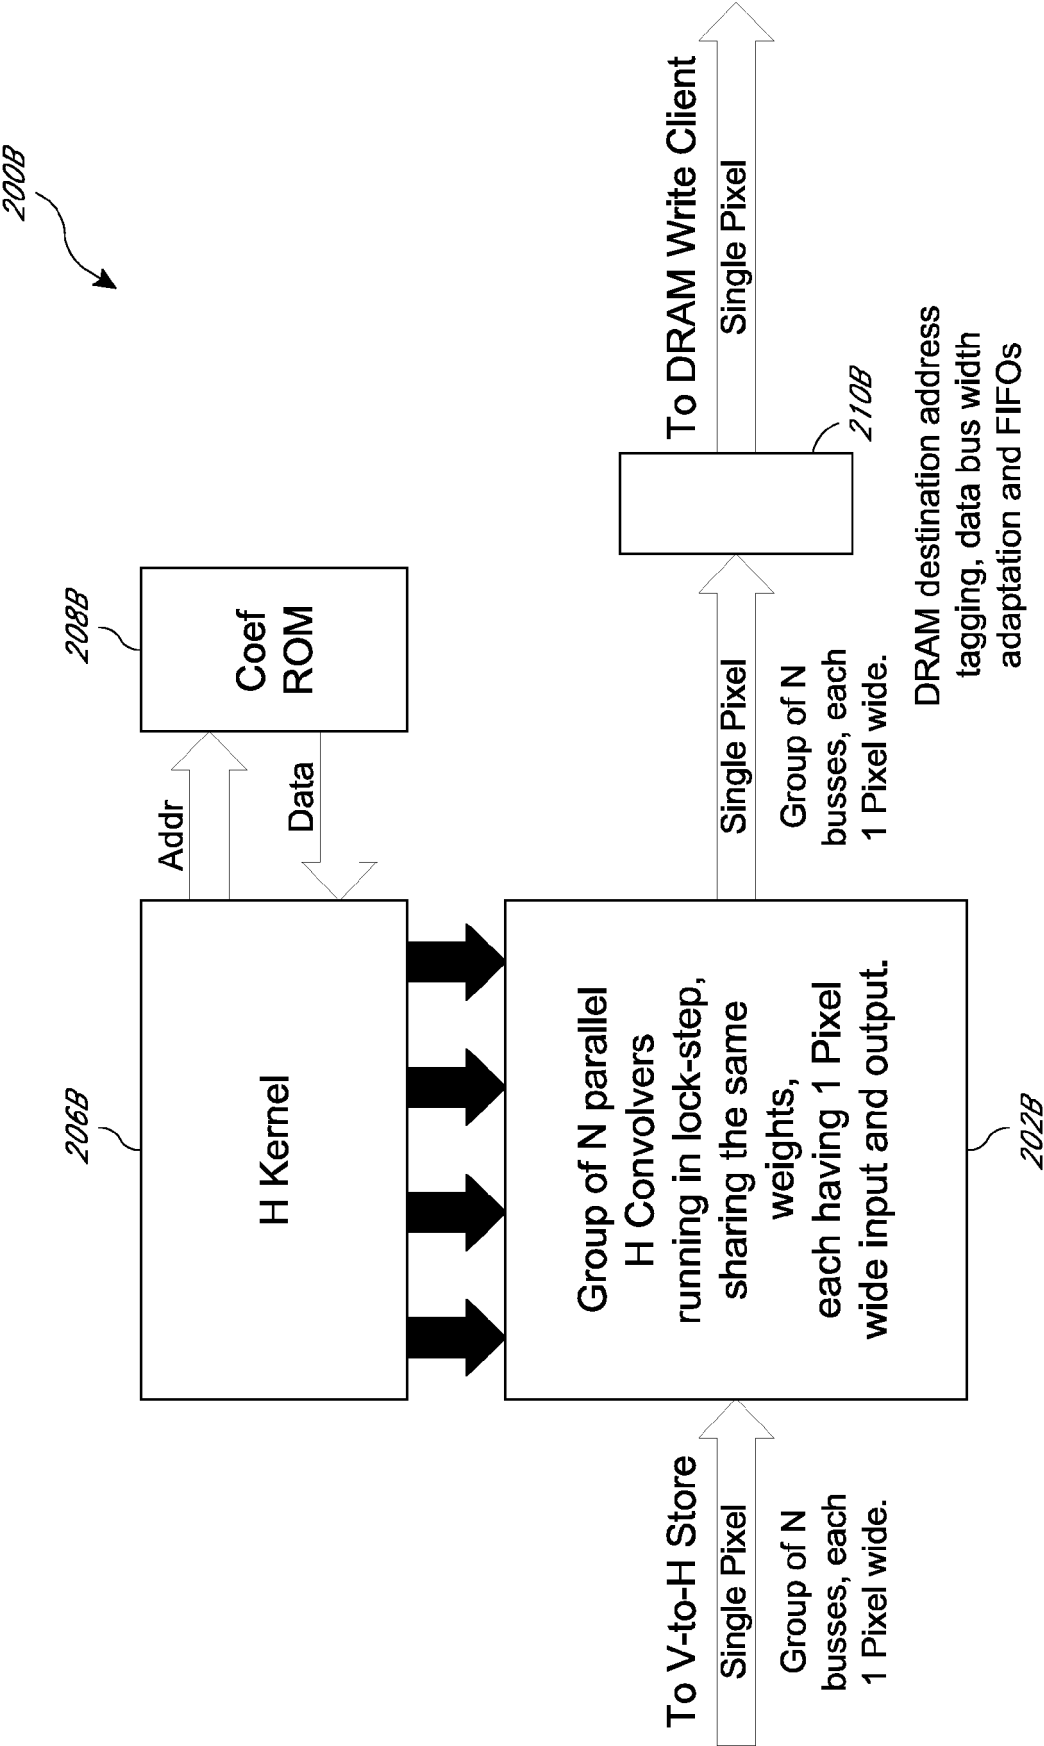 200B
206B
H Kernel
Addr
Data
208B
Coef
ROM
To V-to-H Store
Single Pixel
Group of N
busses, each
1 Pixel wide.
Group of N parallel
H Convolvers
running in lock-step,
sharing the same
weights,
each having 1 Pixel
wide input and output.
202B
Single Pixel
Group of N
busses, each
1 Pixel wide.
210B
DRAM destination address
tagging, data bus width
adaptation and FIFOs
To DRAM Write Client
Single Pixel